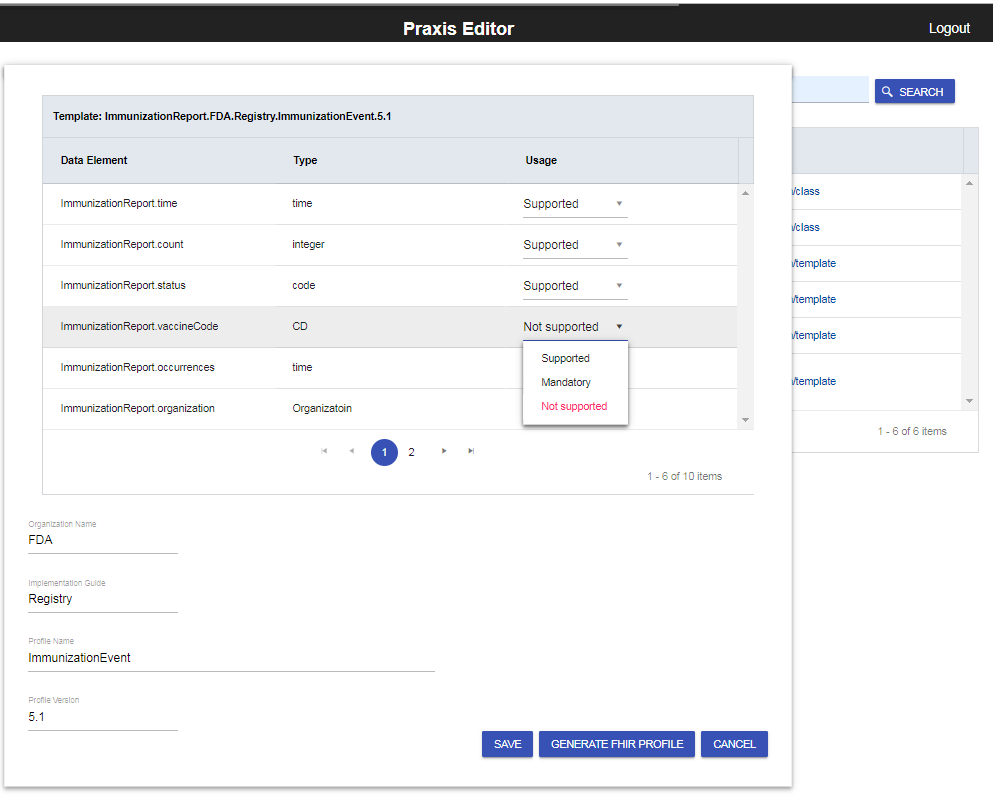 Praxis Editor
Logout
SEARCH
Template: ImmunizationReport.FDA.Registry.ImmunizationEvent.5.1
Data Element Type Usage
ImmunizationReport.time time Supported
/class
ImmunizationReport.count integer Supported
/class
ImmunizationReport.status code Supported
/template
/template
ImmunizationReport.vaccineCode CD Not supported
/template
Supported
ImmunizationReport.occurrences time
Mandatory
/template
Not supported
ImmunizationReport.organization Organizatoin
1 - 6 of 6 items
1 2
1 - 6 of 10 items
Organization Name
FDA
Implementation Guide
Registry
Profile Name
ImmunizationEvent
Profile Version
5.1
SAVE GENERATE FHIR PROFILE CANCEL